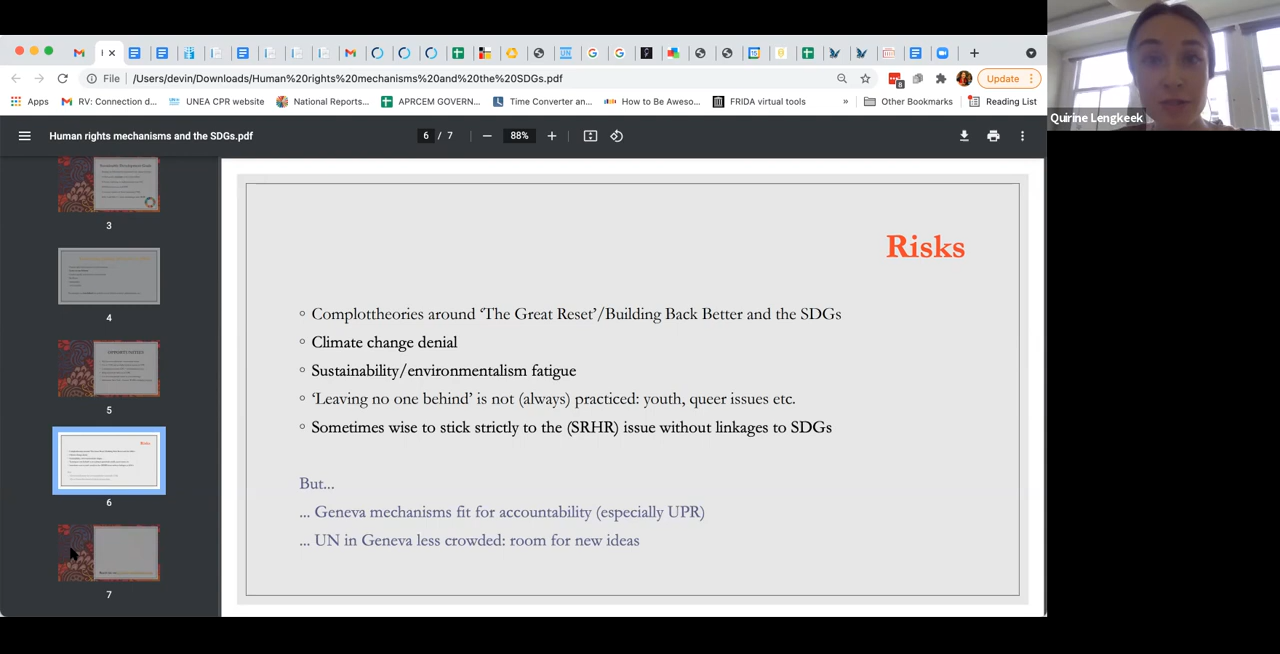 File
/Users/devin/Downloads/Human%20rights%20mechanisms%20and%20the%20SDGs.pdf
Update
Apps
RV: Connection d...
UNEA CPR website
National Reports...
APRCEM GOVERN...
Time Converter an...
How to Be Aweso...
FRIDA virtual tools
»
Other Bookmarks
Reading List
Quirine Lengkeek
Human rights mechanisms and the SDGs.pdf
6 / 7
88%
3
4
OPPORTUNITIES
5
6
7
Risks
Complottheories around ‘The Great Reset’/Building Back Better and the SDGs
Climate change denial
Sustainability/environmentalism fatigue
‘Leaving no one behind’ is not (always) practiced: youth, queer issues etc.
Sometimes wise to stick strictly to the (SRHR) issue without linkages to SDGs
But...
... Geneva mechanisms fit for accountability (especially UPR)
... UN in Geneva less crowded: room for new ideas